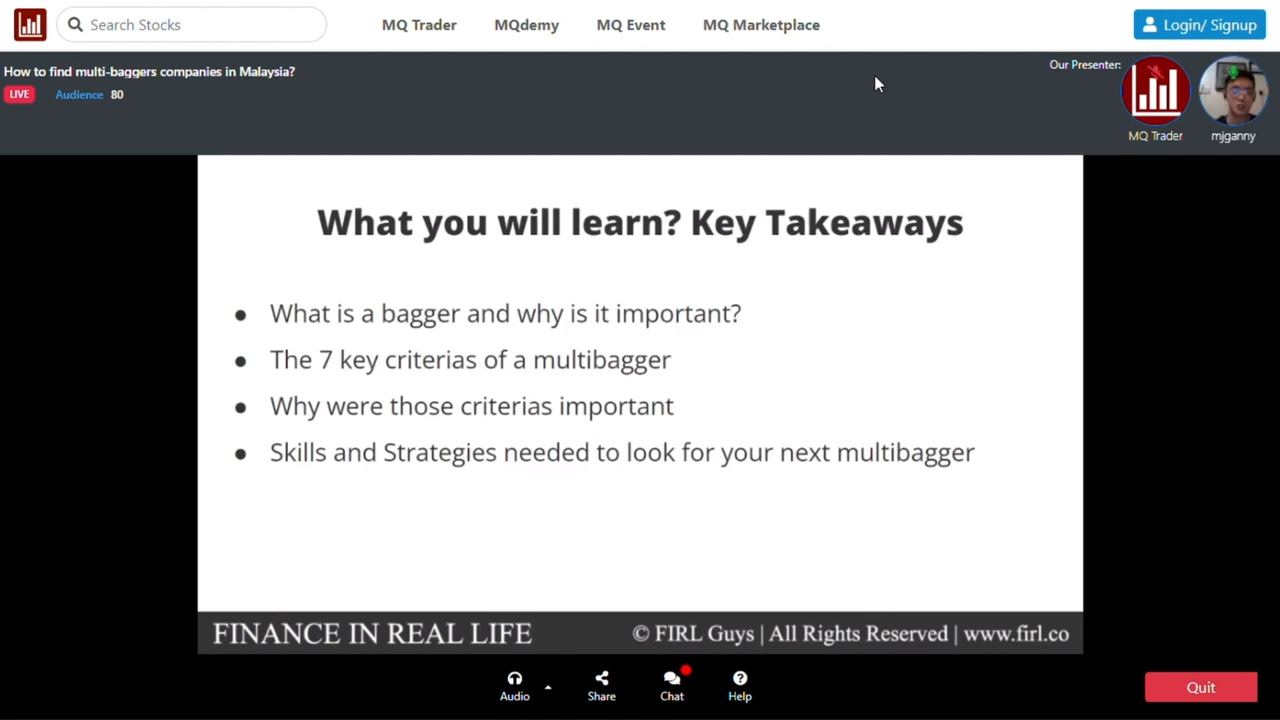 Search Stocks
MQ Trader
MQdemy
MQ Event
MQ Marketplace
Login/ Signup
How to find multi-baggers companies in Malaysia?
LIVE
Audience 80
Our Presenter:
MQ Trader
mjganny
What you will learn? Key Takeaways
● What is a bagger and why is it important?
● The 7 key criterias of a multibagger
● Why were those criterias important
● Skills and Strategies needed to look for your next multibagger
FINANCE IN REAL LIFE
© FIRL Guys | All Rights Reserved | www.firl.co
Audio
Share
Chat
Help
Quit